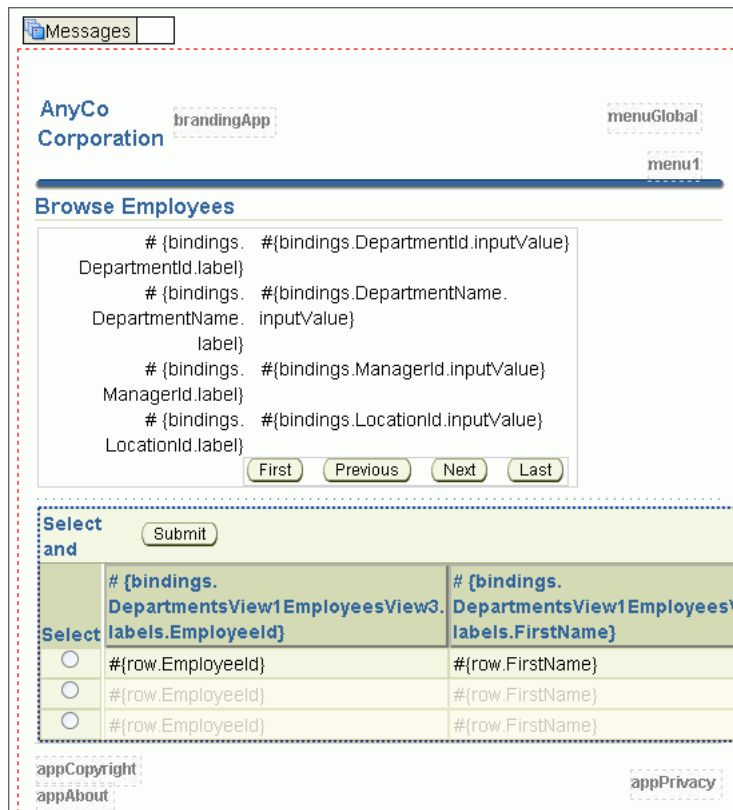 Messages
AnyCo
Corporation
brandingApp
menuGlobal
menu1
Browse Employees
# {bindings. #{bindings.DepartmentId.inputValue}
DepartmentId.label}
# {bindings. #{bindings.DepartmentName.
DepartmentName. inputValue}
label}
# {bindings. #{bindings.ManagerId.inputValue}
ManagerId.label}
# {bindings. #{bindings.LocationId.inputValue}
LocationId.label}
First Previous Next Last
Select
and
Submit
# {bindings. # {bindings.
DepartmentsView1EmployeesView3. DepartmentsView1EmployeesV
Select labels.EmployeeId} labels.FirstName}
#{row.EmployeeId} #{row.FirstName}
#{row.EmployeeId} #{row.FirstName}
#{row.EmployeeId} #{row.FirstName}
appCopyright
appAbout
appPrivacy